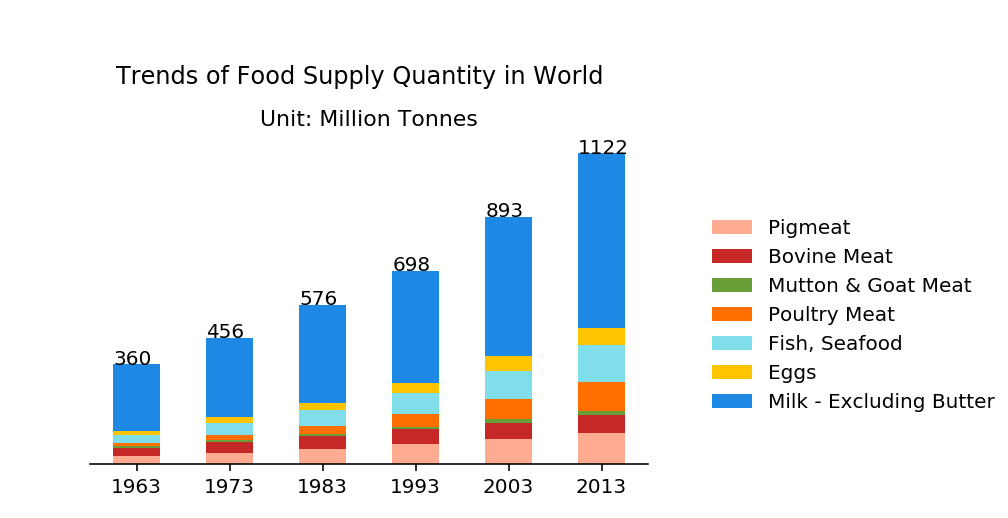 Trends of Food Supply Quantity in World
Unit: Million Tonnes
360
456
576
698
893
1122
1963
1973
1983
1993
2003
2013
Pigmeat
Bovine Meat
Mutton & Goat Meat
Poultry Meat
Fish, Seafood
Eggs
Milk - Excluding Butter